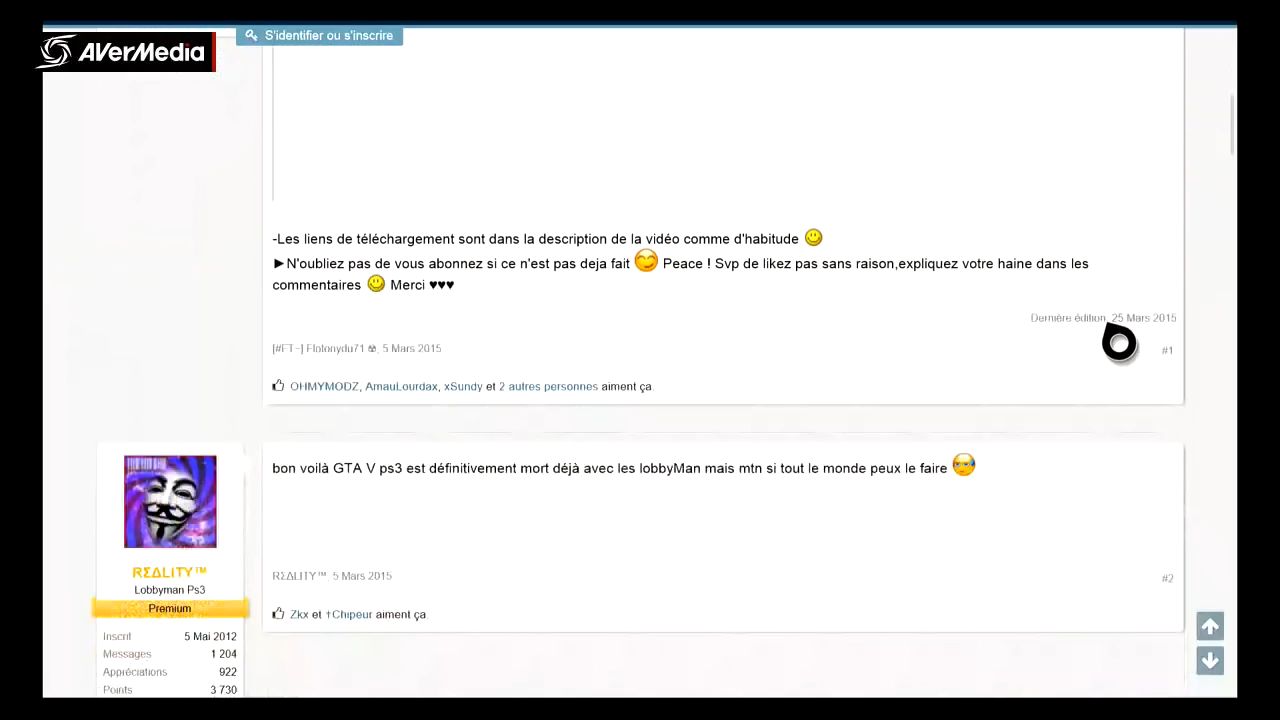 S'identifier ou s'inscrire
AVerMedia
-Les liens de téléchargement sont dans la description de la vidéo comme d'habitude
►N'oubliez pas de vous abonnez si ce n'est pas deja fait Peace ! Svp de likez pas sans raison,expliquez votre haine dans les
commentaires Merci ♥♥♥
Dernière édition: 25 Mars 2015
[#FT~] Flotonydu71 ☢, 5 Mars 2015
#1
OHMYMODZ, AmauLourdax, xSundy et 2 autres personnes aiment ça.
bon voilà GTA V ps3 est définitivement mort déjà avec les lobbyMan mais mtn si tout le monde peux le faire
RΣΔLITY™
Lobbyman Ps3
Premium
Inscrit 5 Mai 2012
Messages 1 204
Appréciations 922
Points 3 730
RΣΔLITY™, 5 Mars 2015
#2
Zkx et †Chipeur aiment ça.